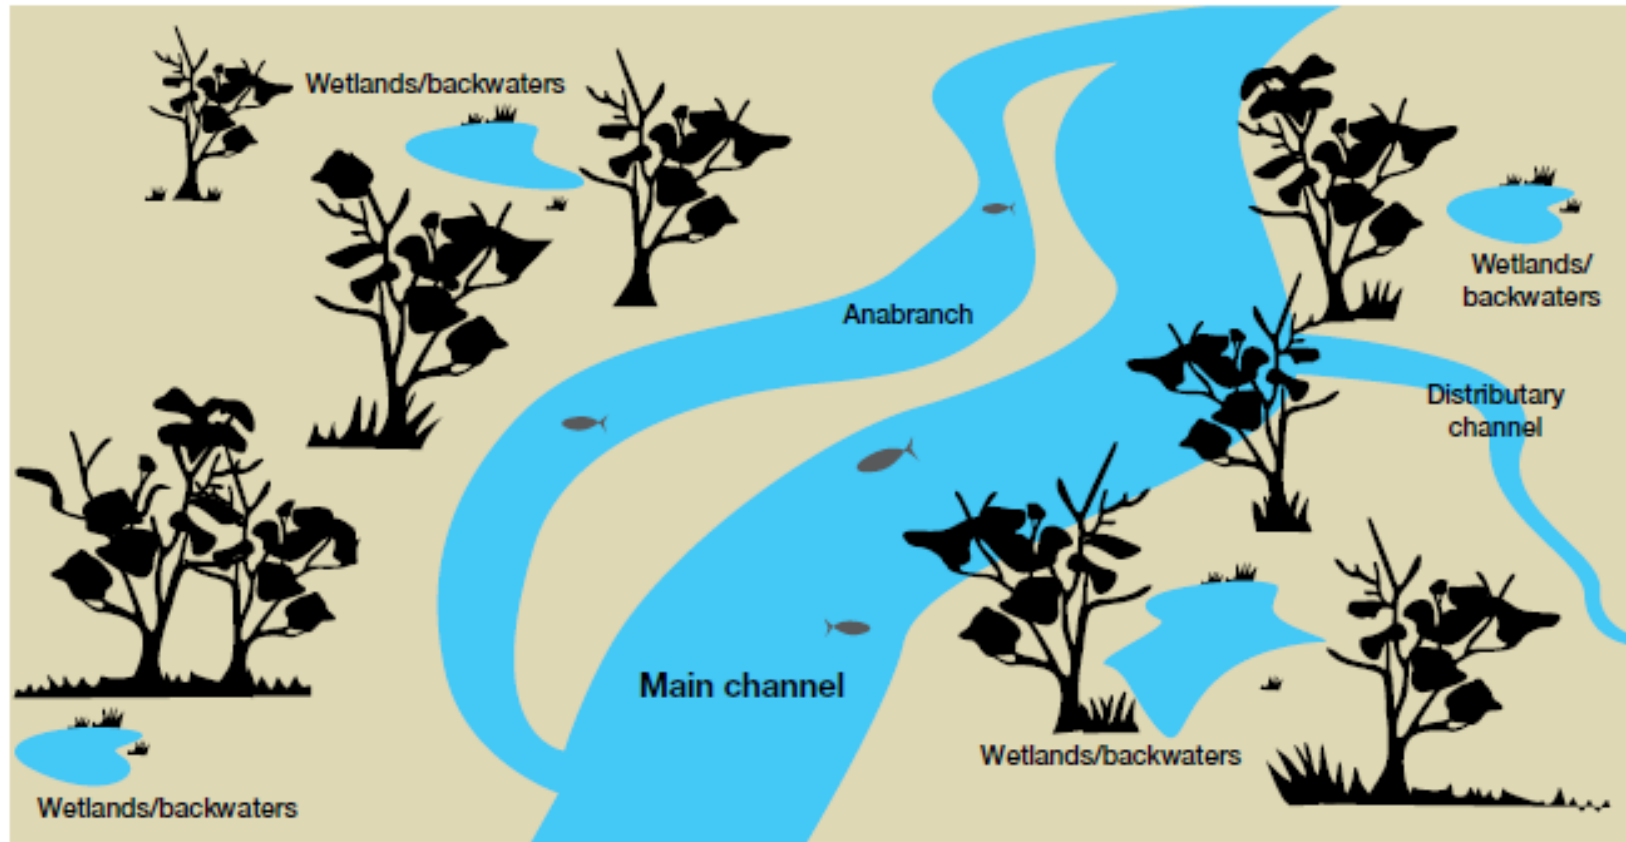 Wetlands/backwaters
Wetlands/
backwaters
Anabranch
Distributary
channel
Main channel
Wetlands/backwaters
Wetlands/backwaters